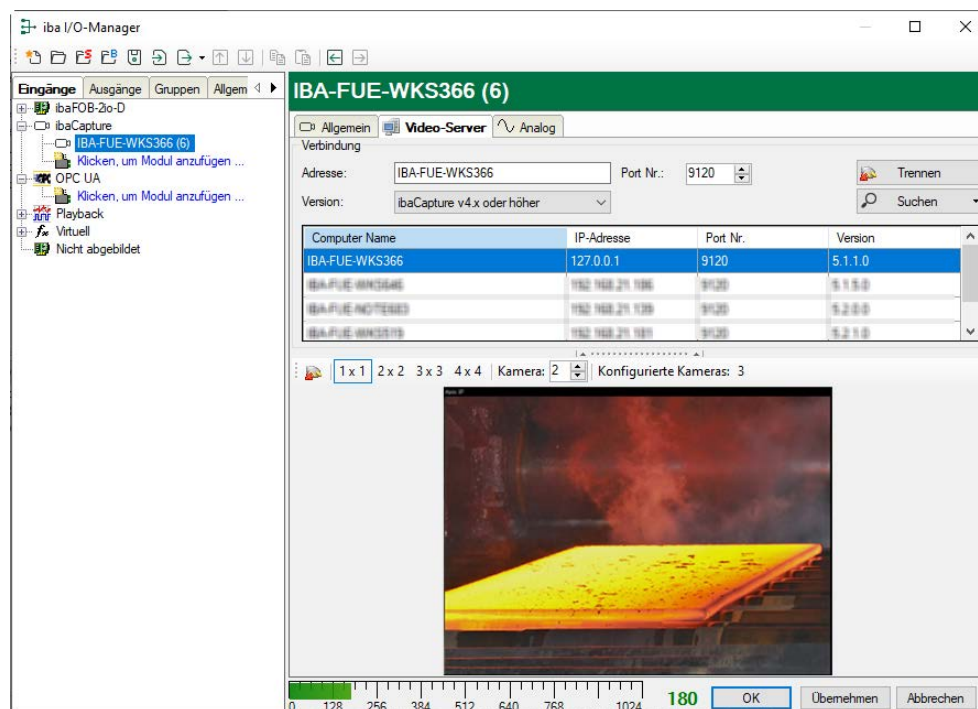 iba I/O-Manager
Eingänge Ausgänge Gruppen Allgem
ibaFOB-2io-D
ibaCapture
IBA-FUE-WKS366 (6)
Klicken, um Modul anzufügen ...
OPC UA
Klicken, um Modul anzufügen ...
Playback
Virtuell
Nicht abgebildet
IBA-FUE-WKS366 (6)
Allgemein Video-Server Analog
Verbindung
Adresse: IBA-FUE-WKS366 Port Nr.: 9120 Trennen
Version: ibaCapture v4.x oder höher Suchen
Computer Name IP-Adresse Port Nr. Version
IBA-FUE-WKS366 127.0.0.1 9120 5.1.1.0
1 x 1 2 x 2 3 x 3 4 x 4 Kamera: 2 Konfigurierte Kameras: 3
0 128 256 384 512 640 768 1024 180 OK Übernehmen Abbrechen